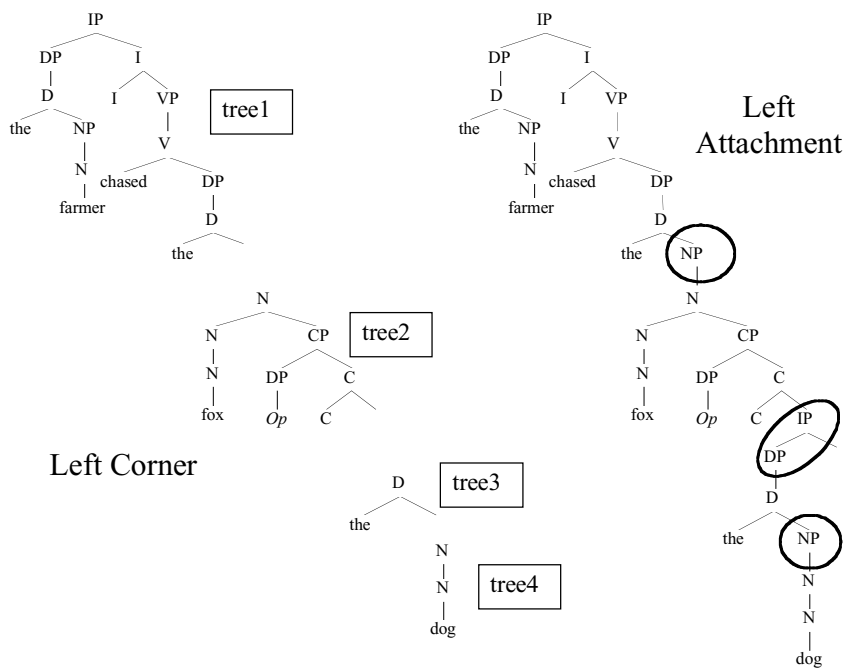 IP
DP I
D I VP
tree1
the NP
V
N
chased DP
farmer
D
the
N
N CP
tree2
N DP C
fox Op C
Left Corner
D
tree3
the
N
N
tree4
dog
IP
DP I
D I VP
Left
Attachment
the NP
V
N
chased DP
farmer
D
the NP
N
N CP
N DP C
fox Op C IP
DP
D
the NP
N
N
dog